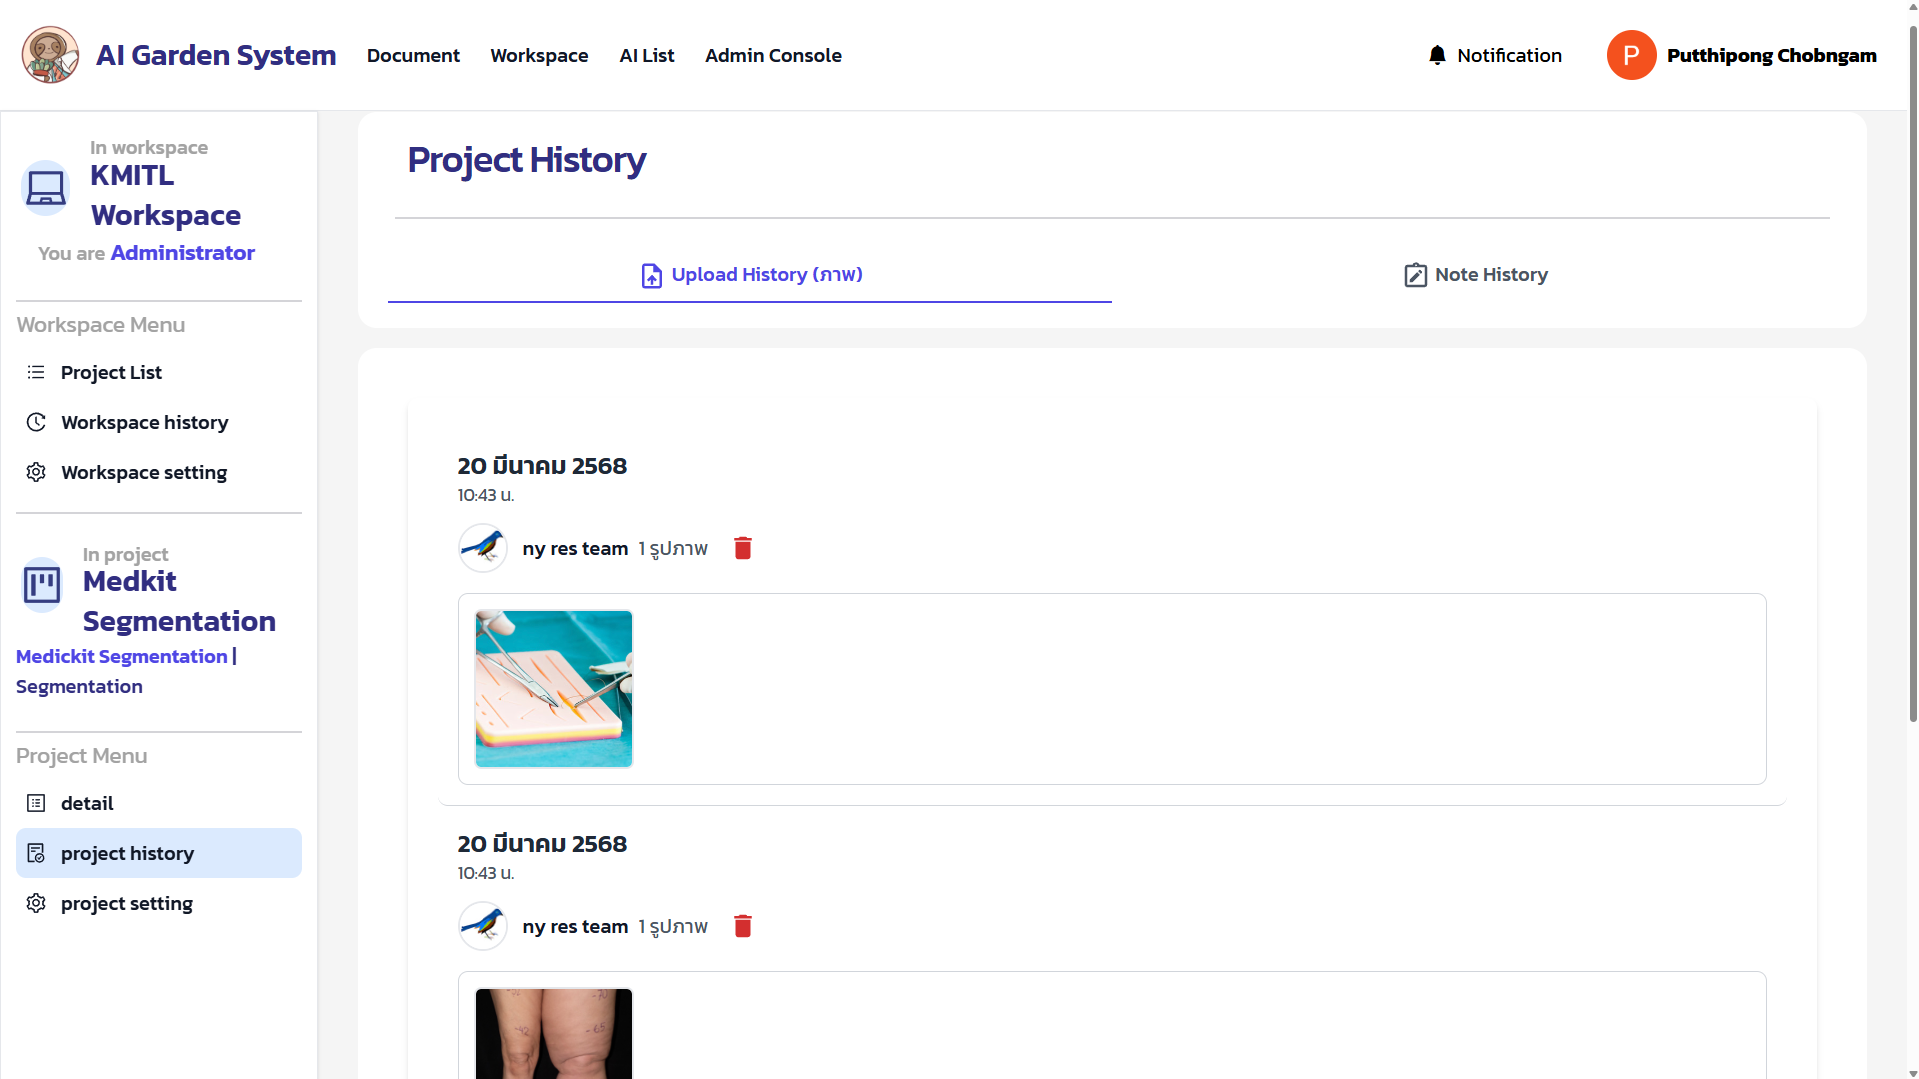 AI Garden System
Document
Workspace
AI List
Admin Console
Notification
P
Putthipong Chobngam
In workspace
KMITL
Workspace
You are Administrator
Workspace Menu
Project List
Workspace history
Workspace setting
In project
Medkit
Segmentation
Medickit Segmentation |
Segmentation
Project Menu
detail
project history
project setting
Project History
Upload History (ภาพ)
Note History
20 มีนาคม 2568
10:43 น.
ny res team 1 รูปภาพ
20 มีนาคม 2568
10:43 น.
ny res team 1 รูปภาพ